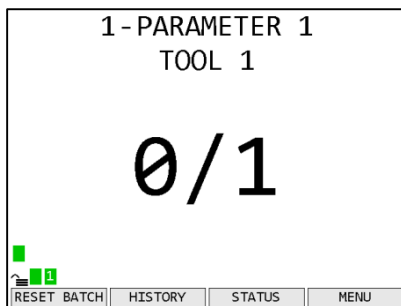 1-PARAMETER 1
TOOL 1
0/1
1
RESET BATCH HISTORY STATUS MENU